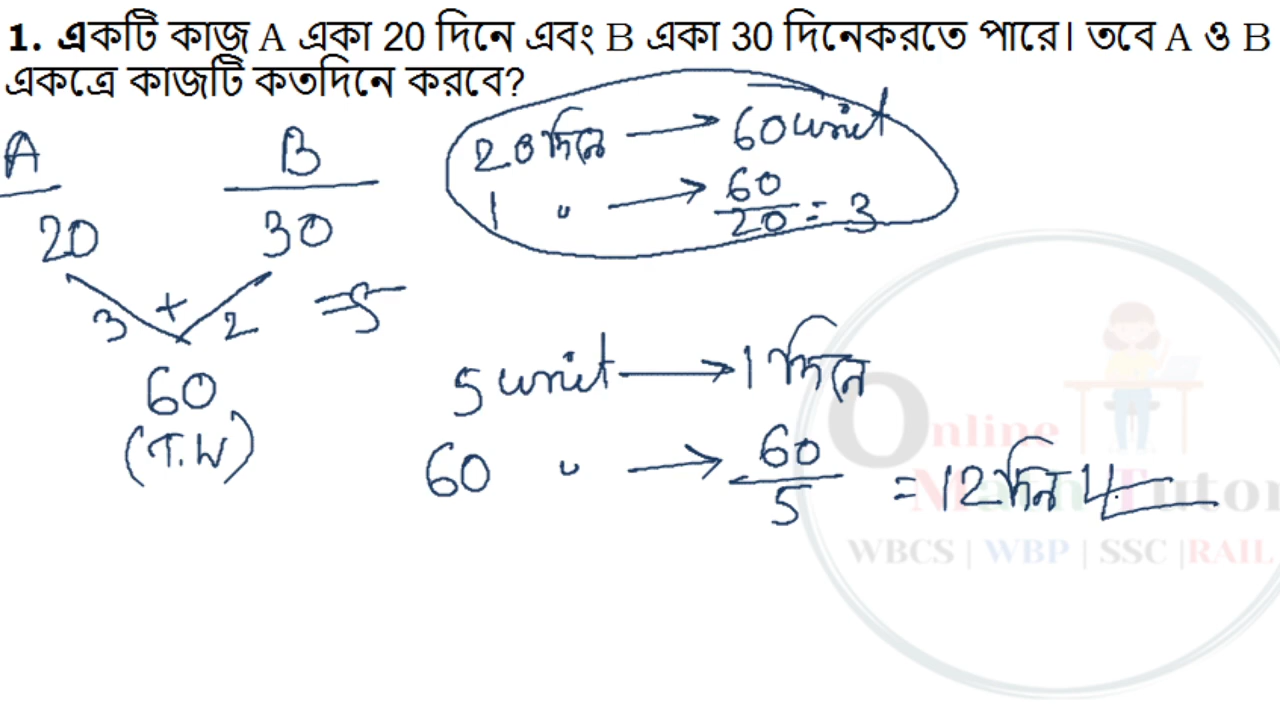 1. একটি কাজ A একা 20 দিনে এবং B একা 30 দিনেকরতে পারে। তবে A ও B
একত্রে কাজটি কতদিনে করবে?
A B
20 30
3 + 2 = 5
60
(T.W)
20 দিনে → 60 unit
1 " → 60/20 = 3
5 unit → 1 দিনে
60 " → 60/5 = 12 দিন
Online
Math Tutor
WBCS | WBP | SSC |RAIL